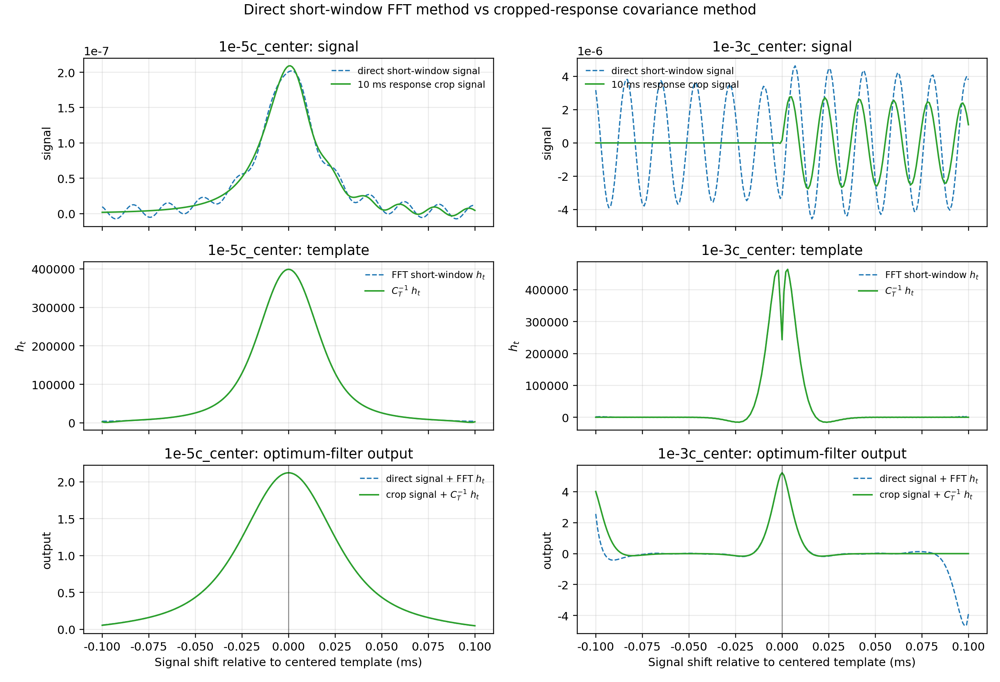 Direct short-window FFT method vs cropped-response covariance method
1e-5c_center: signal
1e-7
direct short-window signal
10 ms response crop signal
2.0
1.5
1.0
0.5
0.0
signal
1e-3c_center: signal
1e-6
direct short-window signal
10 ms response crop signal
4
2
0
-2
-4
signal
1e-5c_center: template
FFT short-window h_t
C_T^{-1} h_t
400000
300000
200000
100000
0
h_t
1e-3c_center: template
FFT short-window h_t
C_T^{-1} h_t
400000
300000
200000
100000
0
h_t
1e-5c_center: optimum-filter output
direct signal + FFT h_t
crop signal + C_T^{-1} h_t
2.0
1.5
1.0
0.5
0.0
output
-0.100 -0.075 -0.050 -0.025 0.000 0.025 0.050 0.075 0.100
Signal shift relative to centered template (ms)
1e-3c_center: optimum-filter output
direct signal + FFT h_t
crop signal + C_T^{-1} h_t
4
2
0
-2
-4
output
-0.100 -0.075 -0.050 -0.025 0.000 0.025 0.050 0.075 0.100
Signal shift relative to centered template (ms)